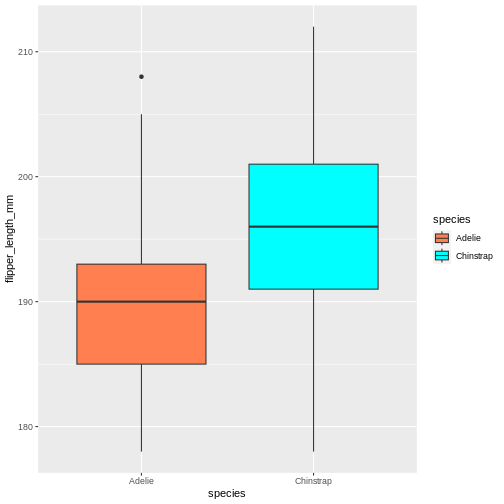 210
200
190
180
flipper_length_mm
Adelie
Chinstrap
species
species
Adelie
Chinstrap